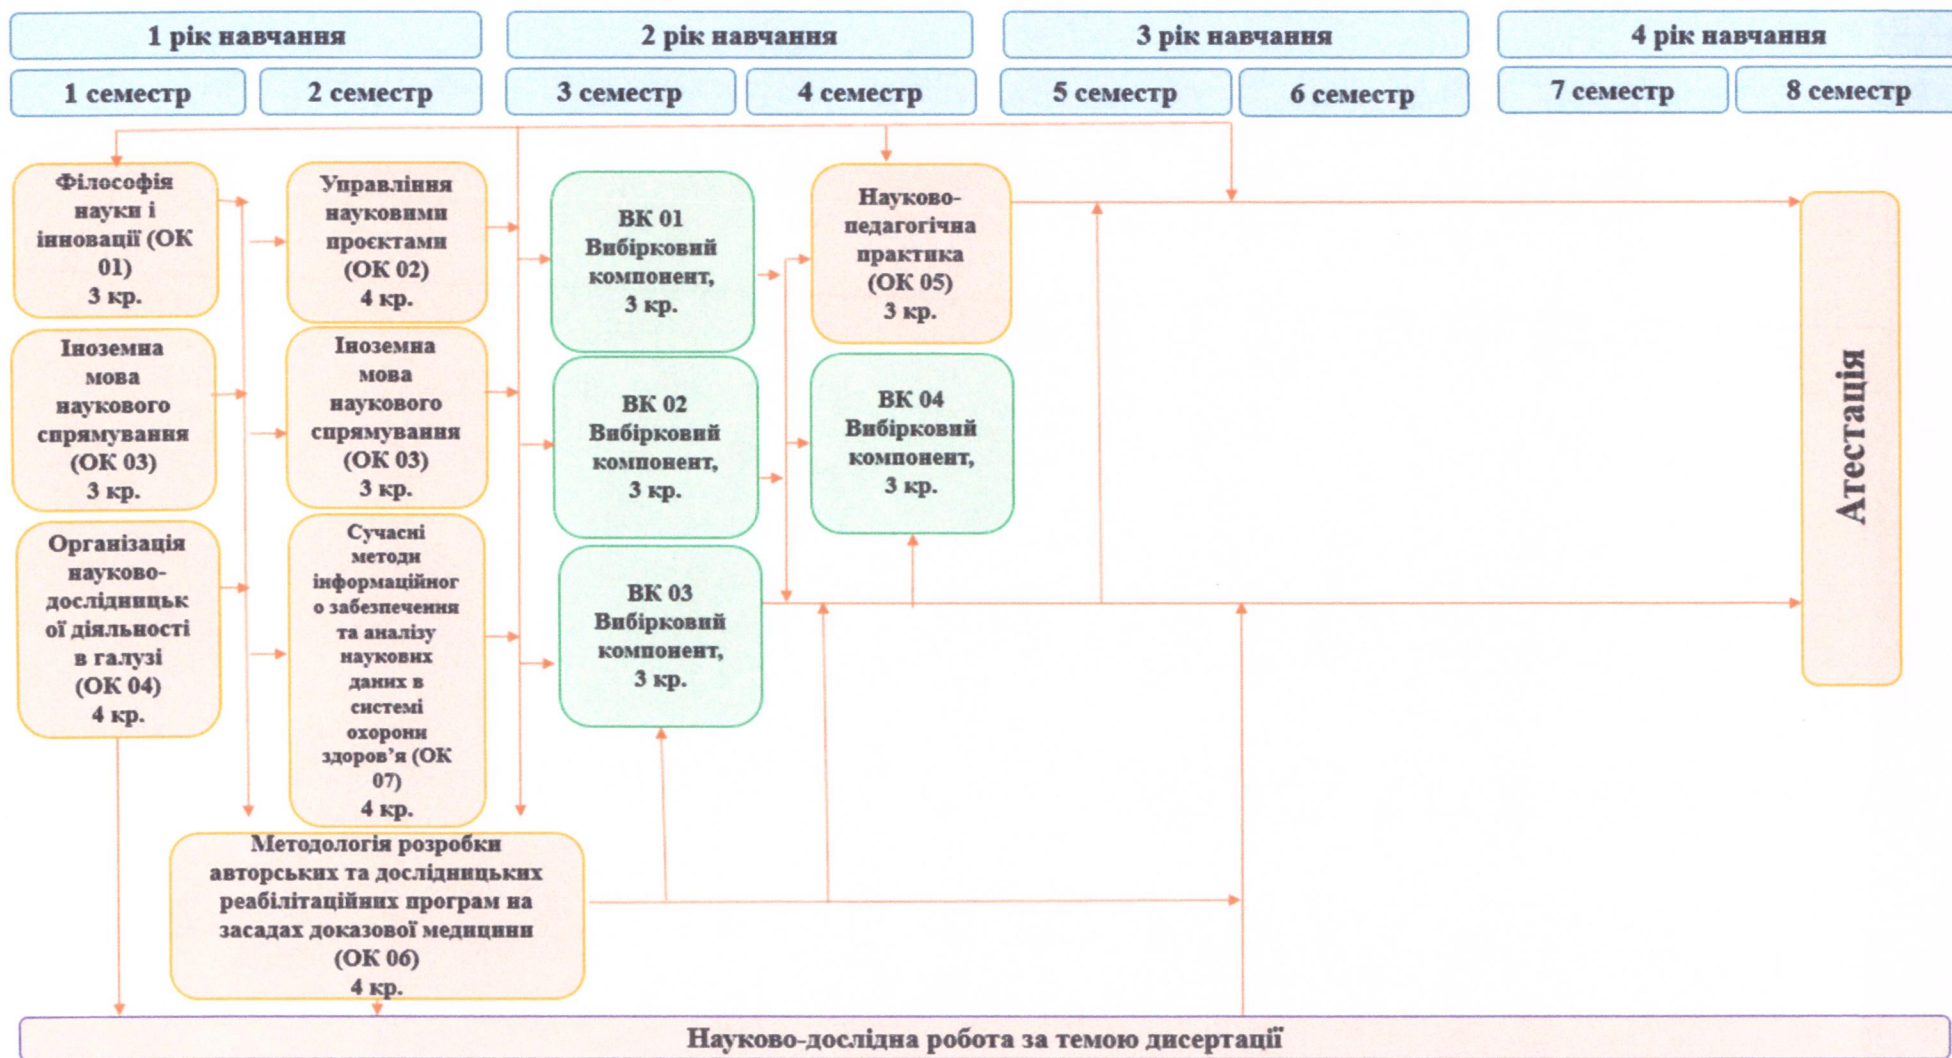 1 рік навчання
2 рік навчання
3 рік навчання
4 рік навчання
1 семестр
2 семестр
3 семестр
4 семестр
5 семестр
6 семестр
7 семестр
8 семестр
Філософія
науки і
інновації (ОК
01)
3 кр.
Іноземна
мова
наукового
спрямування
(ОК 03)
3 кр.
Організація
науково-
дослідницьк
ої діяльності
в галузі
(ОК 04)
4 кр.
Управління
науковими
проєктами
(ОК 02)
4 кр.
Іноземна
мова
наукового
спрямування
(ОК 03)
3 кр.
Сучасні
методи
інформаційног
о забезпечення
та аналізу
наукових
даних в
системі
охорони
здоров’я (ОК
07)
4 кр.
Методологія розробки
авторських та дослідницьких
реабілітаційних програм на
засадах доказової медицини
(ОК 06)
4 кр.
ВК 01
Вибірковий
компонент,
3 кр.
ВК 02
Вибірковий
компонент,
3 кр.
ВК 03
Вибірковий
компонент,
3 кр.
Науково-
педагогічна
практика
(ОК 05)
3 кр.
ВК 04
Вибірковий
компонент,
3 кр.
Атестація
Науково-дослідна робота за темою дисертації